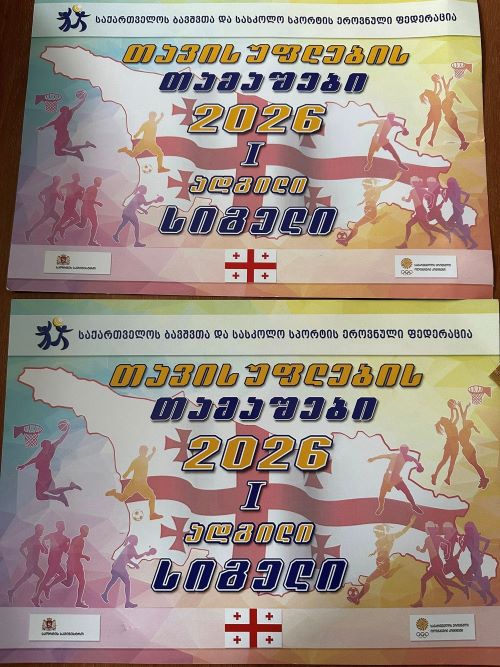 საქართველოს ბავშვთა და სასკოლო სპორტის ეროვნული ფედერაცია
თავისუფლების
თამაშები
2026
I
ადგილი
სიგელი
საქართველოს ბავშვთა და სასკოლო სპორტის ეროვნული ფედერაცია
თავისუფლების
თამაშები
2026
I
ადგილი
სიგელი